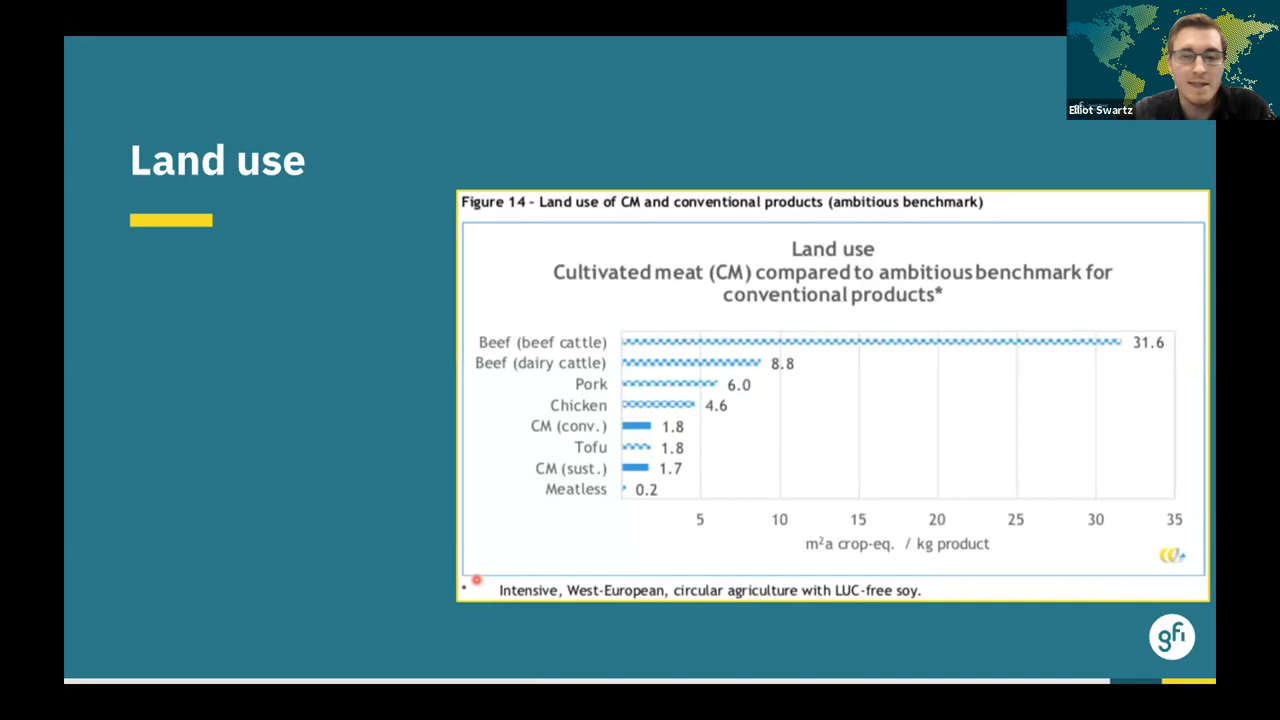 Elliot Swartz
Land use
Figure 14 - Land use of CM and conventional products (ambitious benchmark)
Land use
Cultivated meat (CM) compared to ambitious benchmark for
conventional products*
Beef (beef cattle) 31.6
Beef (dairy cattle) 8.8
Pork 6.0
Chicken 4.6
CM (conv.) 1.8
Tofu 1.8
CM (sust.) 1.7
Meatless 0.2
5 10 15 20 25 30 35
m²a crop-eq. / kg product
* Intensive, West-European, circular agriculture with LUC-free soy.
gfi